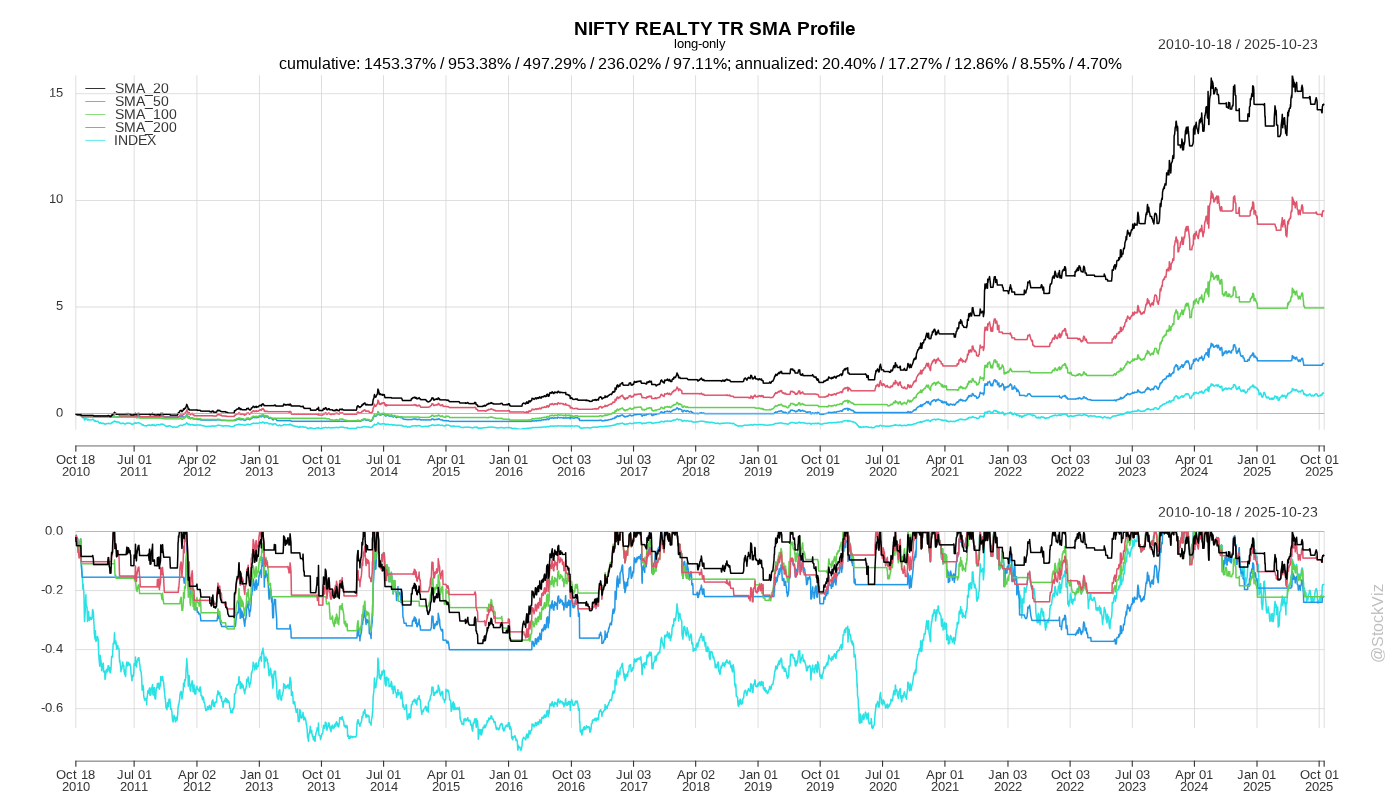 NIFTY REALTY TR SMA Profile
long-only
2010-10-18 / 2025-10-23
cumulative: 1453.37% / 953.38% / 497.29% / 236.02% / 97.11%; annualized: 20.40% / 17.27% / 12.86% / 8.55% / 4.70%
SMA_20
SMA_50
SMA_100
SMA_200
INDEX
15
10
5
0
Oct 18 Jul 01 Apr 02 Jan 01 Oct 01 Jul 01 Apr 01 Jan 01 Oct 03 Jul 03 Apr 02 Jan 01 Oct 01 Jul 01 Apr 01 Jan 03 Oct 03 Jul 03 Apr 01 Jan 01 Oct 01
2010 2011 2012 2013 2013 2014 2015 2016 2016 2017 2018 2019 2019 2020 2021 2022 2022 2023 2024 2025 2025
2010-10-18 / 2025-10-23
0.0
-0.2
-0.4
-0.6
Oct 18 Jul 01 Apr 02 Jan 01 Oct 01 Jul 01 Apr 01 Jan 01 Oct 03 Jul 03 Apr 02 Jan 01 Oct 01 Jul 01 Apr 01 Jan 03 Oct 03 Jul 03 Apr 01 Jan 01 Oct 01
2010 2011 2012 2013 2013 2014 2015 2016 2016 2017 2018 2019 2019 2020 2021 2022 2022 2023 2024 2025 2025
@StockViz